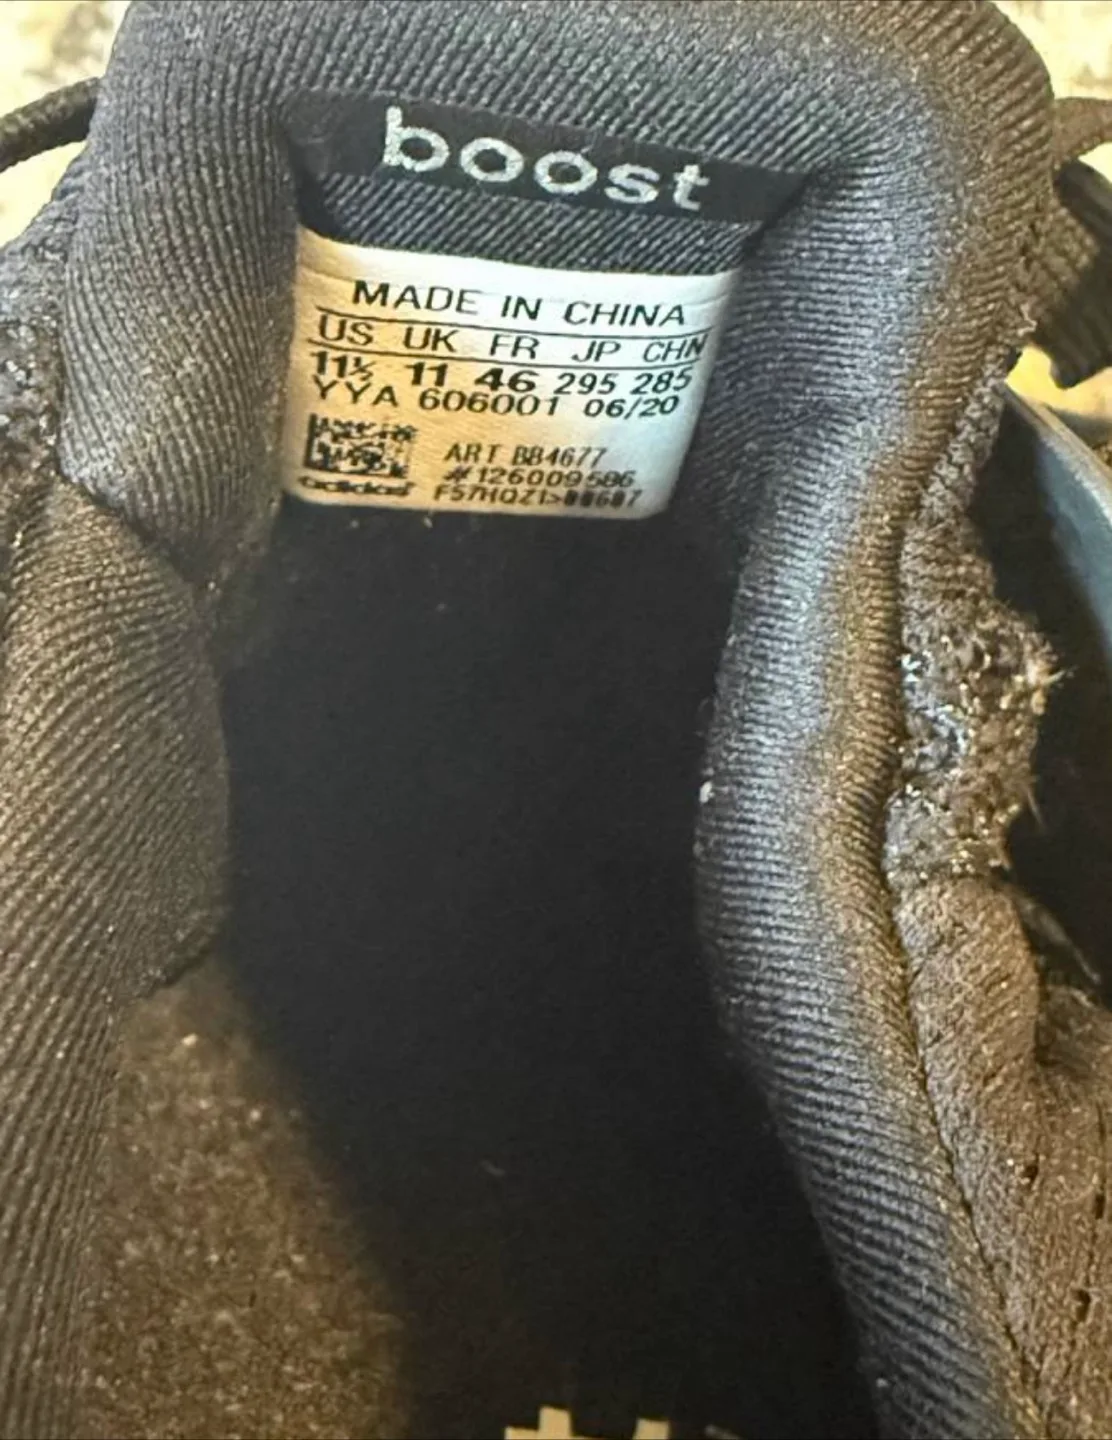 boost
MADE IN CHINA
US UK FR JP CHN
11½ 11 46 295 285
YYA 606001 06/20
ART BB4677
#126009586
adidas